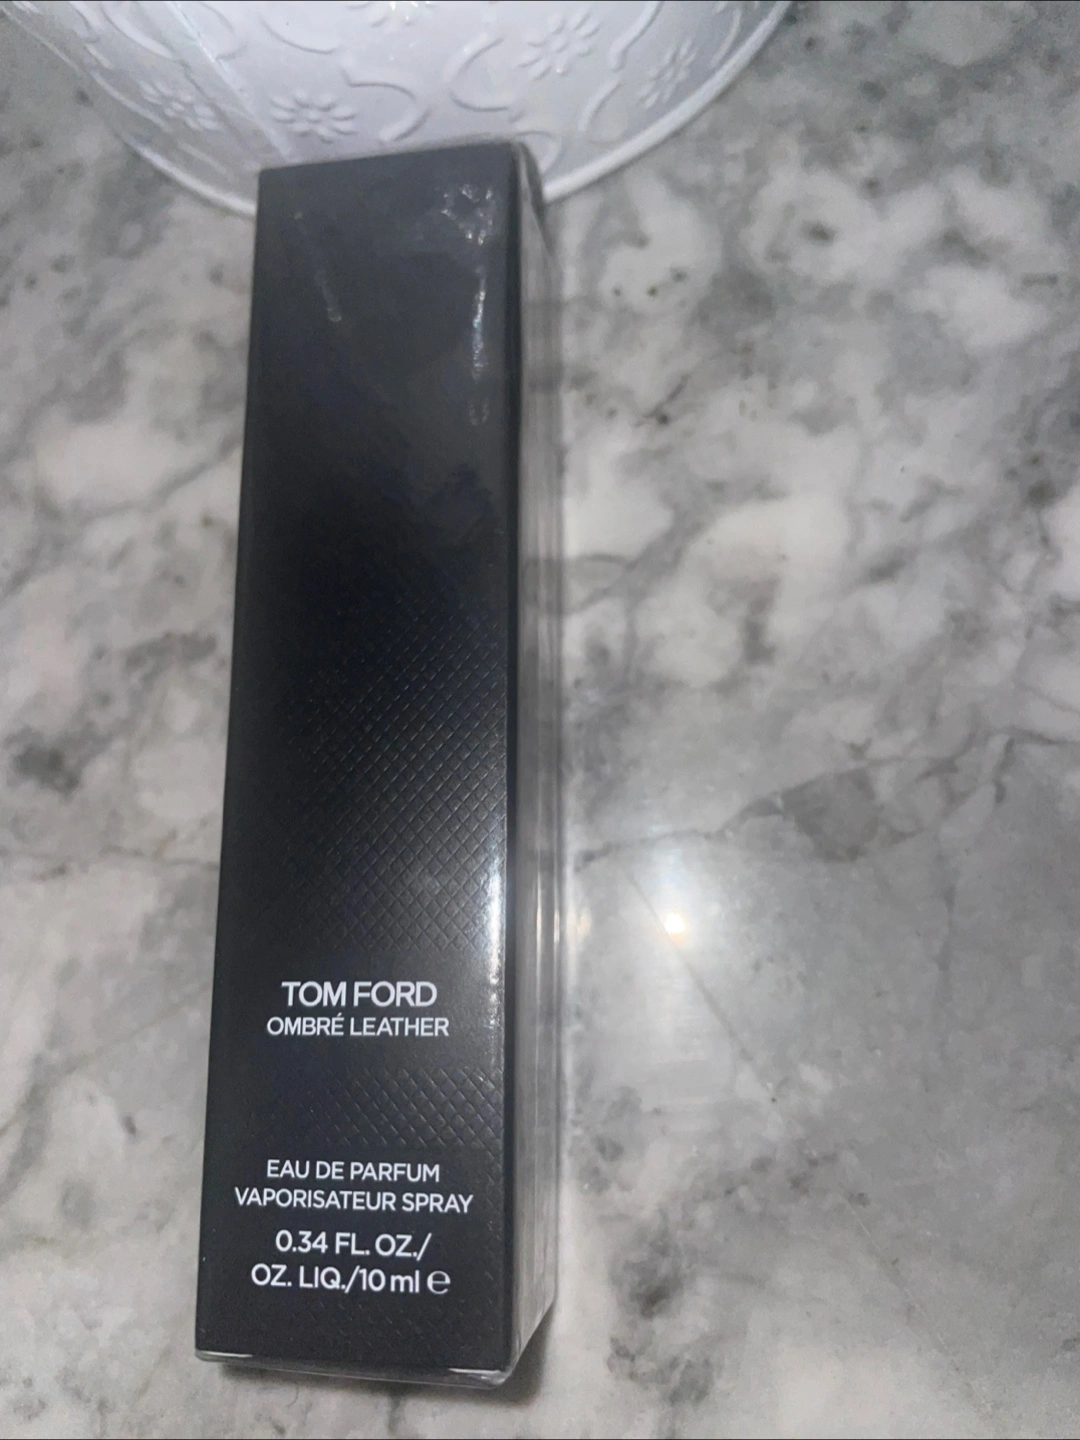 TOM FORD
OMBRÉ LEATHER
EAU DE PARFUM
VAPORISATEUR SPRAY
0.34 FL. OZ./
OZ. LIQ./10 ml ℮